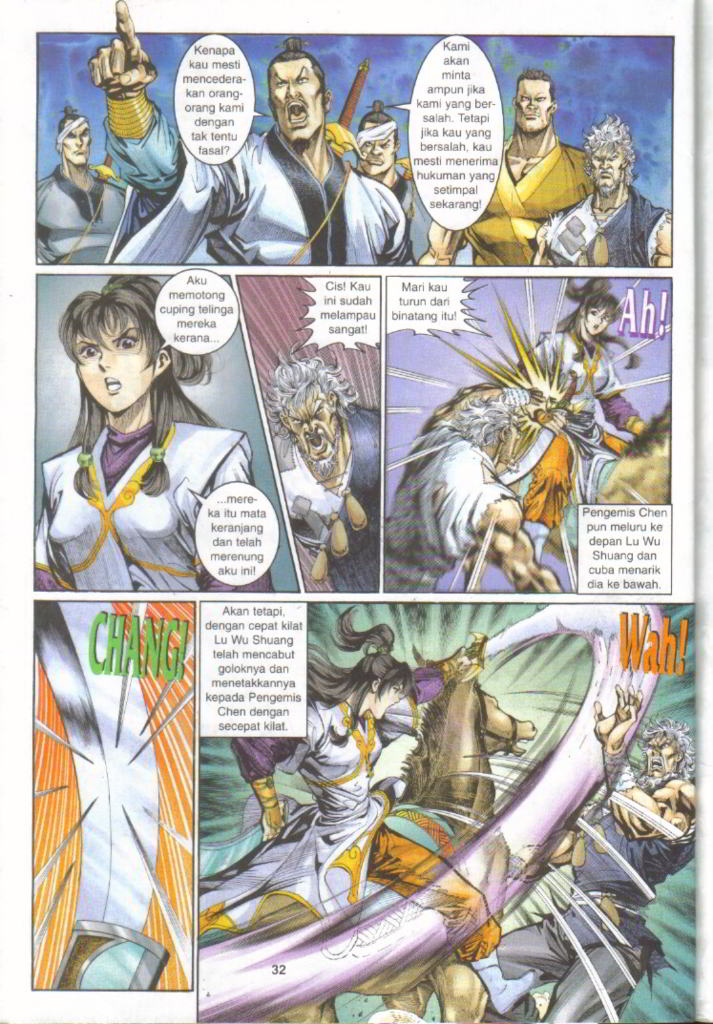 Kenapa
kau mesti
mencedera-
kan orang-
orang kami
dengan
tak tentu
fasal?
Kami
akan
minta
ampun jika
kami yang ber-
salah. Tetapi
jika kau yang
bersalah, kau
mesti menerima
hukuman yang
setimpal
sekarang!
Aku
memotong
cuping telinga
mereka
kerana...
...mere-
ka itu mata
keranjang
dan telah
merenung
aku ini!
Cis! Kau
ini sudah
melampau
sangat!
Mari kau
turun dari
binatang itu!
Ah!
Pengemis Chen
pun meluru ke
depan Lu Wu
Shuang dan
cuba menarik
dia ke bawah.
CHANG!
Akan tetapi,
dengan cepat kilat
Lu Wu Shuang
telah mencabut
goloknya dan
menetakkannya
kepada Pengemis
Chen dengan
secepat kilat.
Wah!
32